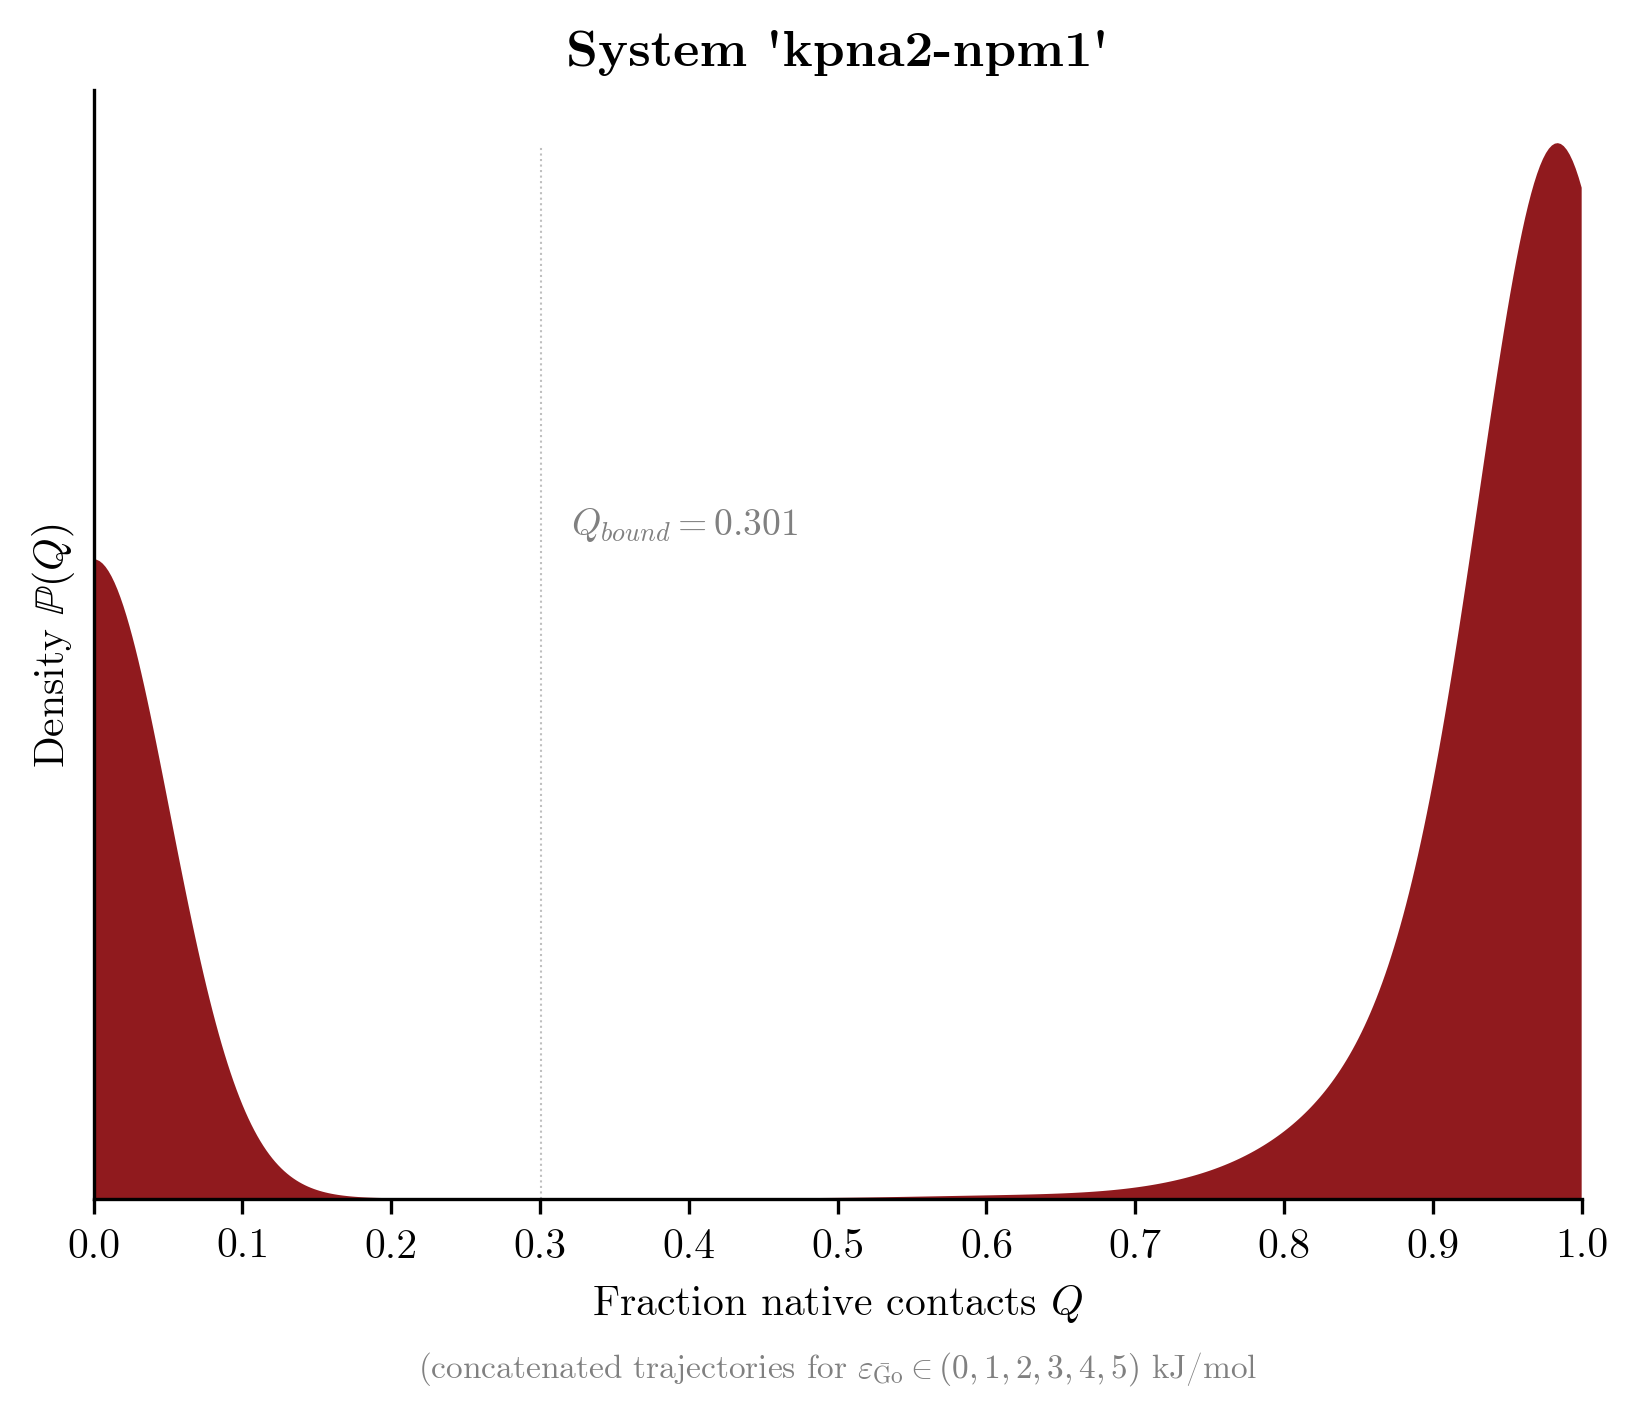 System 'kpna2-npm1'
Density ℙ(Q)
Q_bound = 0.301
0.0 0.1 0.2 0.3 0.4 0.5 0.6 0.7 0.8 0.9 1.0
Fraction native contacts Q
(concatenated trajectories for ε_Ḡo ∈ (0, 1, 2, 3, 4, 5) kJ/mol